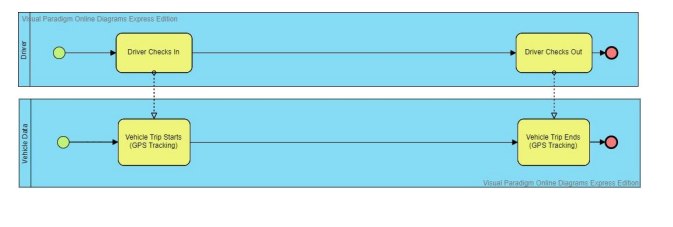 Visual Paradigm Online Diagrams Express Edition
Driver
Driver Checks In
Driver Checks Out
Vehicle Data
Vehicle Trip Starts
(GPS Tracking)
Vehicle Trip Ends
(GPS Tracking)
Visual Paradigm Online Diagrams Express Edition